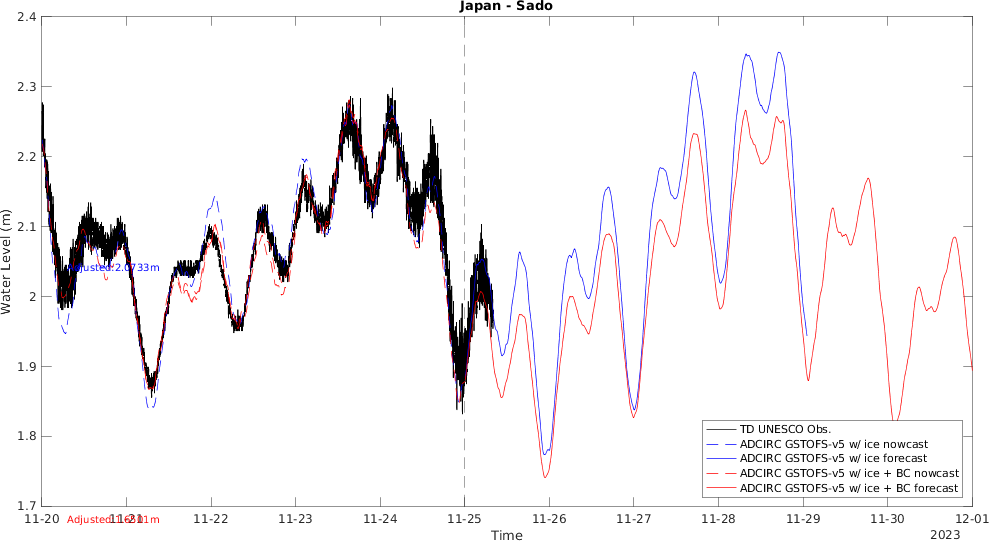 Japan - Sado
2.4
2.3
2.2
2.1
2
1.9
1.8
1.7
Water Level (m)
Adjusted:2.0733m
TD UNESCO Obs.
ADCIRC GSTOFS-v5 w/ ice nowcast
ADCIRC GSTOFS-v5 w/ ice forecast
ADCIRC GSTOFS-v5 w/ ice + BC nowcast
ADCIRC GSTOFS-v5 w/ ice + BC forecast
11-20 11-22 11-23 11-24 11-25 11-26 11-27 11-28 11-29 11-30 12-01
Time
2023